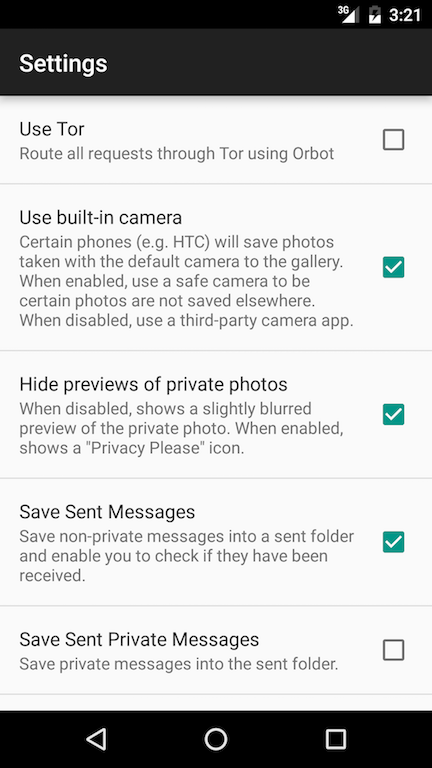 3G 3:21
Settings
Use Tor
Route all requests through Tor using Orbot
Use built-in camera
Certain phones (e.g. HTC) will save photos
taken with the default camera to the gallery.
When enabled, use a safe camera to be
certain photos are not saved elsewhere.
When disabled, use a third-party camera app.
Hide previews of private photos
When disabled, shows a slightly blurred
preview of the private photo. When enabled,
shows a "Privacy Please" icon.
Save Sent Messages
Save non-private messages into a sent folder
and enable you to check if they have been
received.
Save Sent Private Messages
Save private messages into the sent folder.